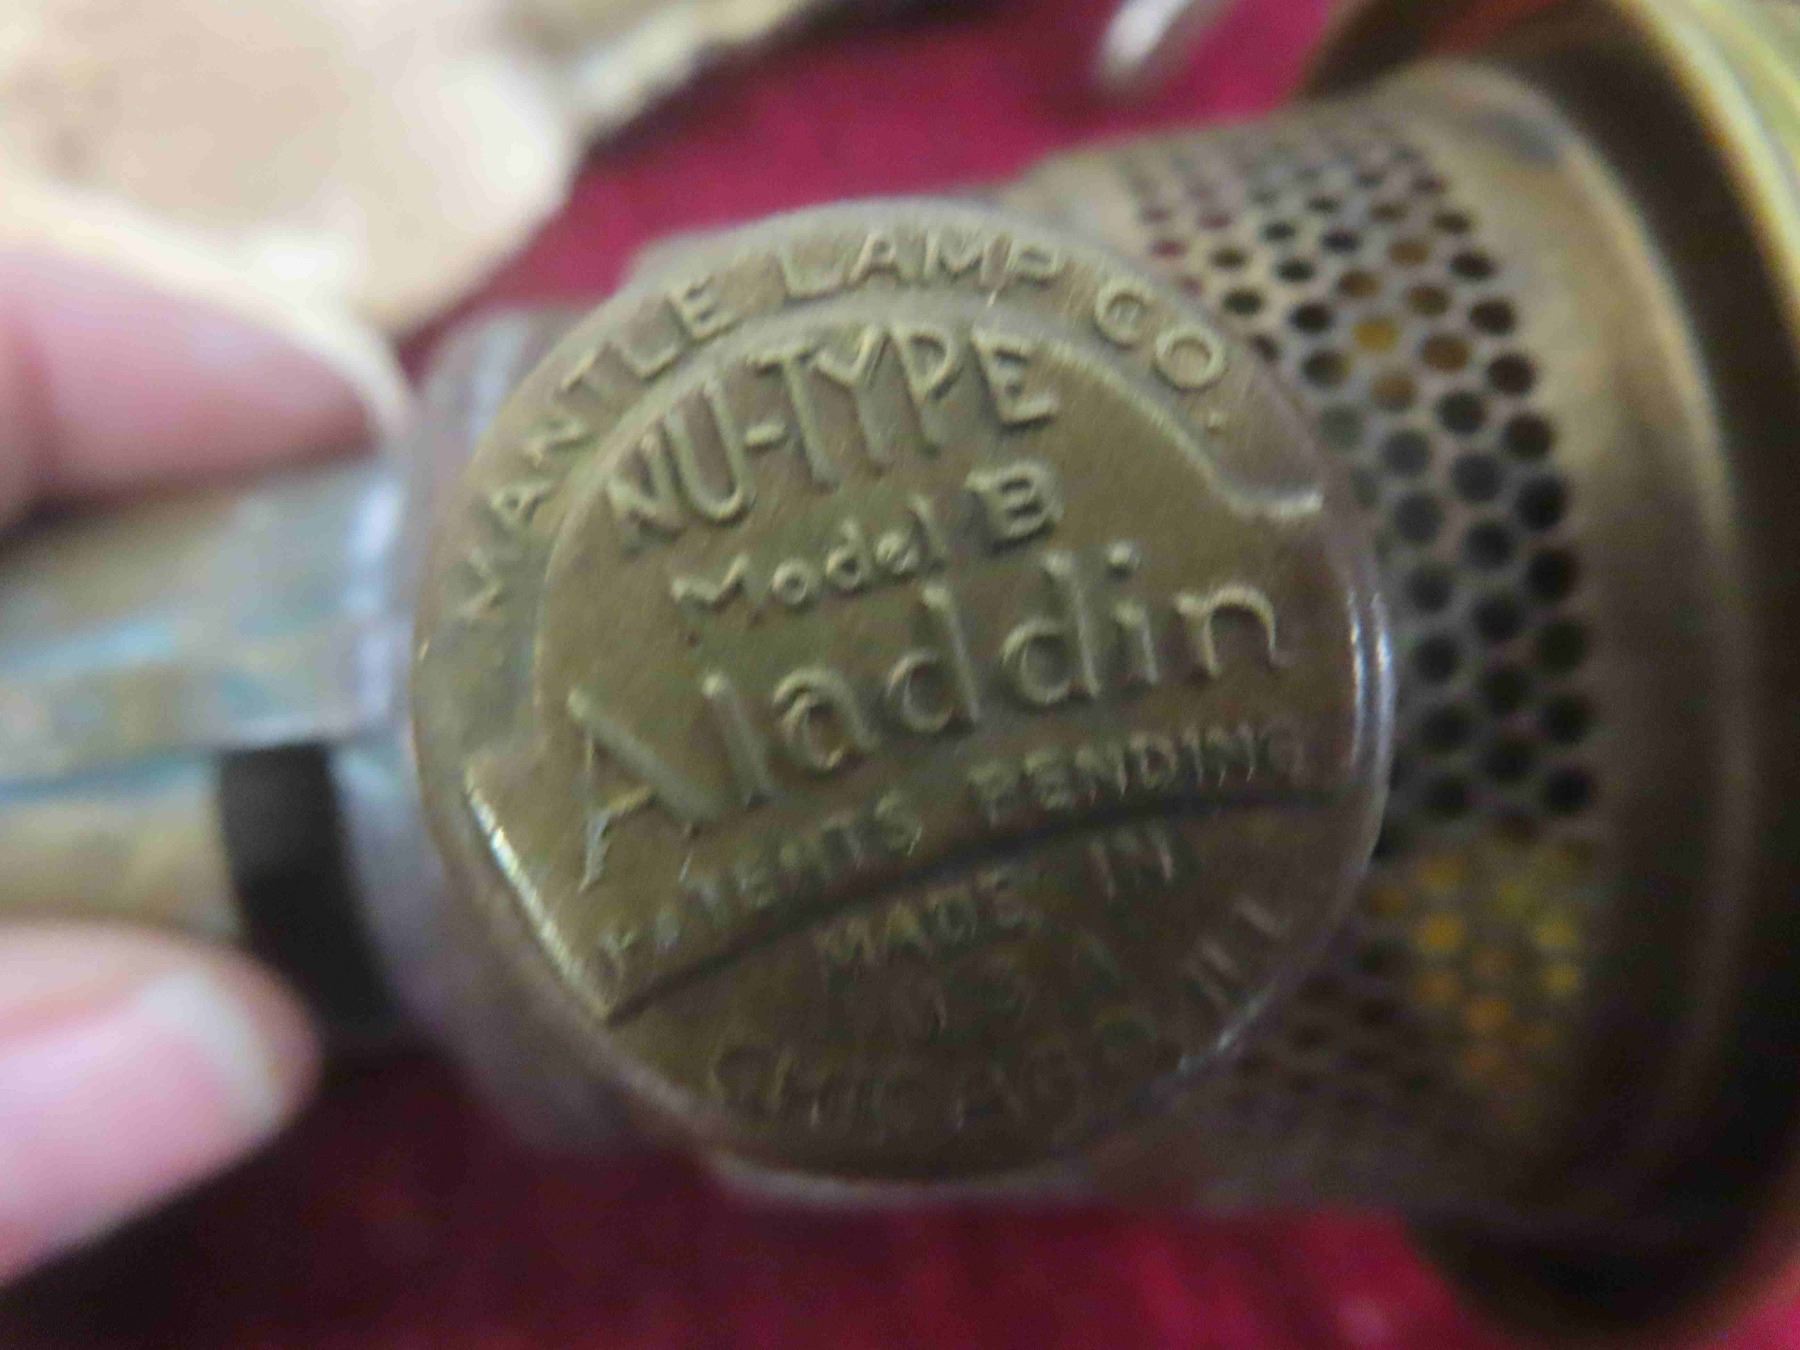 MANTLE LAMP CO.
NU-TYPE
Model B
Aladdin
PATENTS PENDING
MADE IN
U S A
CHICAGO ILL